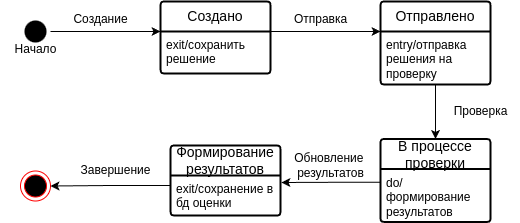 Создание
Начало
Создано
exit/сохранить
решение
Отправка
Отправлено
entry/отправка
решения на
проверку
Проверка
В процессе
проверки
do/
формирование
результатов
Обновление
результатов
Формирование
результатов
exit/сохранение в
бд оценки
Завершение